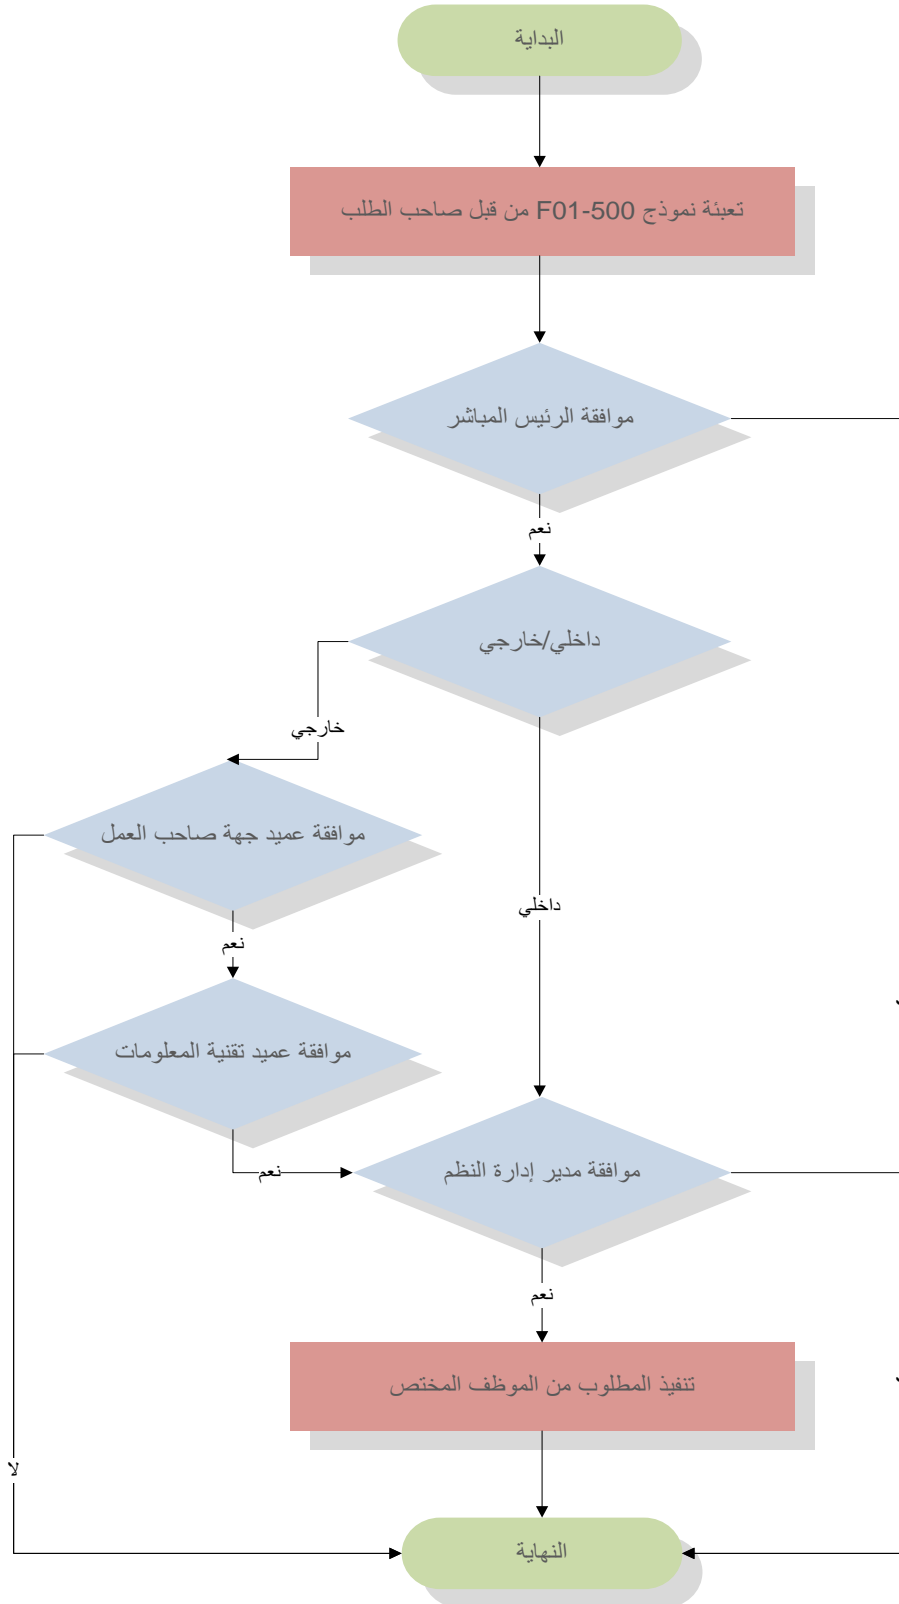 البداية
تعبئة نموذج F01-500 من قبل صاحب الطلب
موافقة الرئيس المباشر
نعم
داخلي/خارجي
خارجي
موافقة عميد جهة صاحب العمل
داخلي
نعم
موافقة عميد تقنية المعلومات
موافقة مدير إدارة النظم
نعم
نعم
تنفيذ المطلوب من الموظف المختص
لا
النهاية